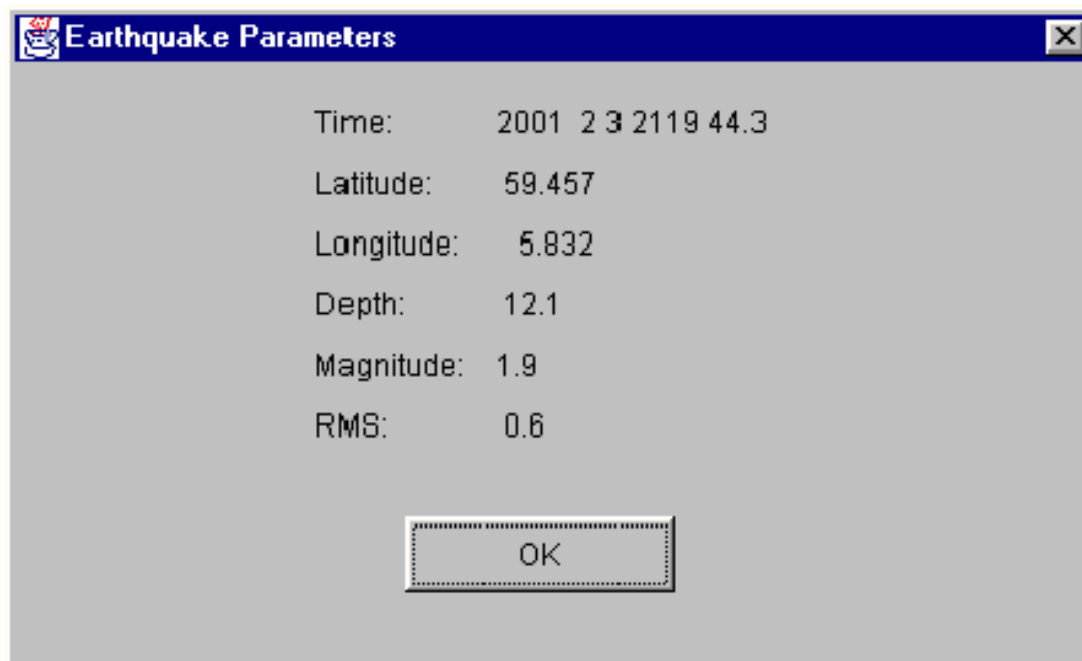 Earthquake Parameters
Time: 2001 2 3 2119 44.3
Latitude: 59.457
Longitude: 5.832
Depth: 12.1
Magnitude: 1.9
RMS: 0.6
OK